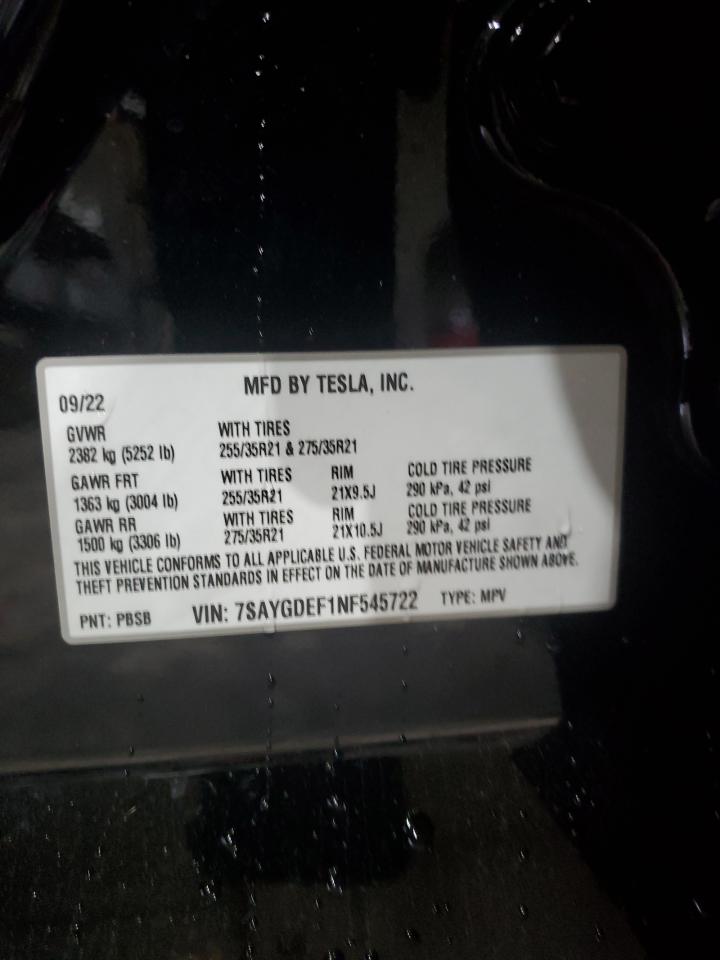 MFD BY TESLA, INC.
09/22
GVWR WITH TIRES
2382 kg (5252 lb) 255/35R21 & 275/35R21
GAWR FRT WITH TIRES RIM COLD TIRE PRESSURE
1363 kg (3004 lb) 255/35R21 21X9.5J 290 kPa, 42 psi
GAWR RR WITH TIRES RIM COLD TIRE PRESSURE
1500 kg (3306 lb) 275/35R21 21X10.5J 290 kPa, 42 psi
THIS VEHICLE CONFORMS TO ALL APPLICABLE U.S. FEDERAL MOTOR VEHICLE SAFETY AND
THEFT PREVENTION STANDARDS IN EFFECT ON THE DATE OF MANUFACTURE SHOWN ABOVE.
PNT: PBSB VIN: 7SAYGDEF1NF545722 TYPE: MPV